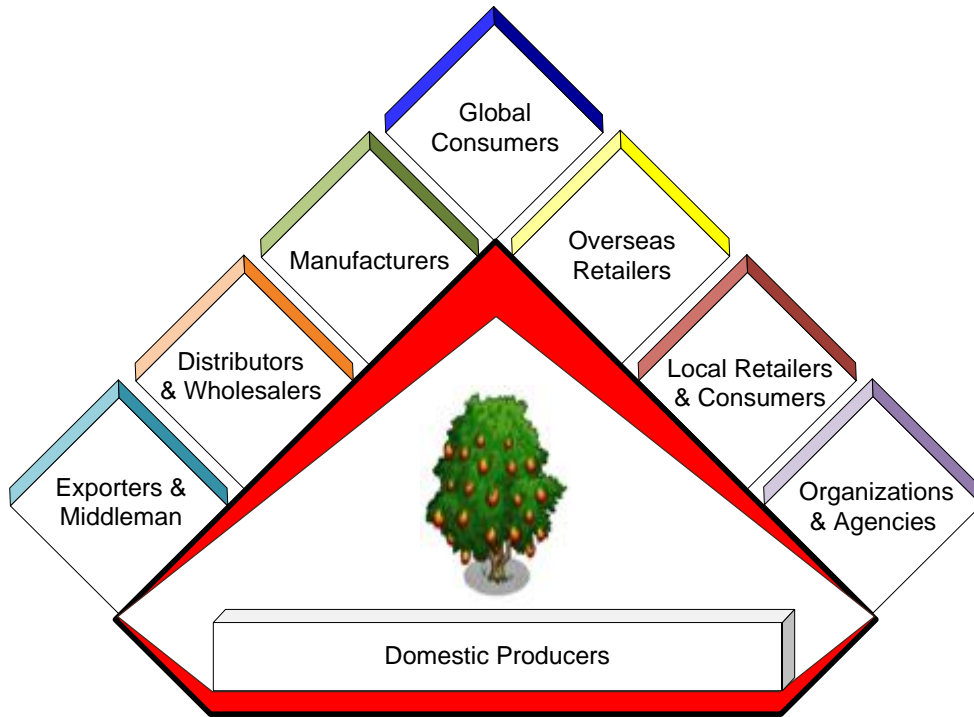 Global
Consumers
Manufacturers
Overseas
Retailers
Distributors
& Wholesalers
Local Retailers
& Consumers
Exporters &
Middleman
Organizations
& Agencies
Domestic Producers